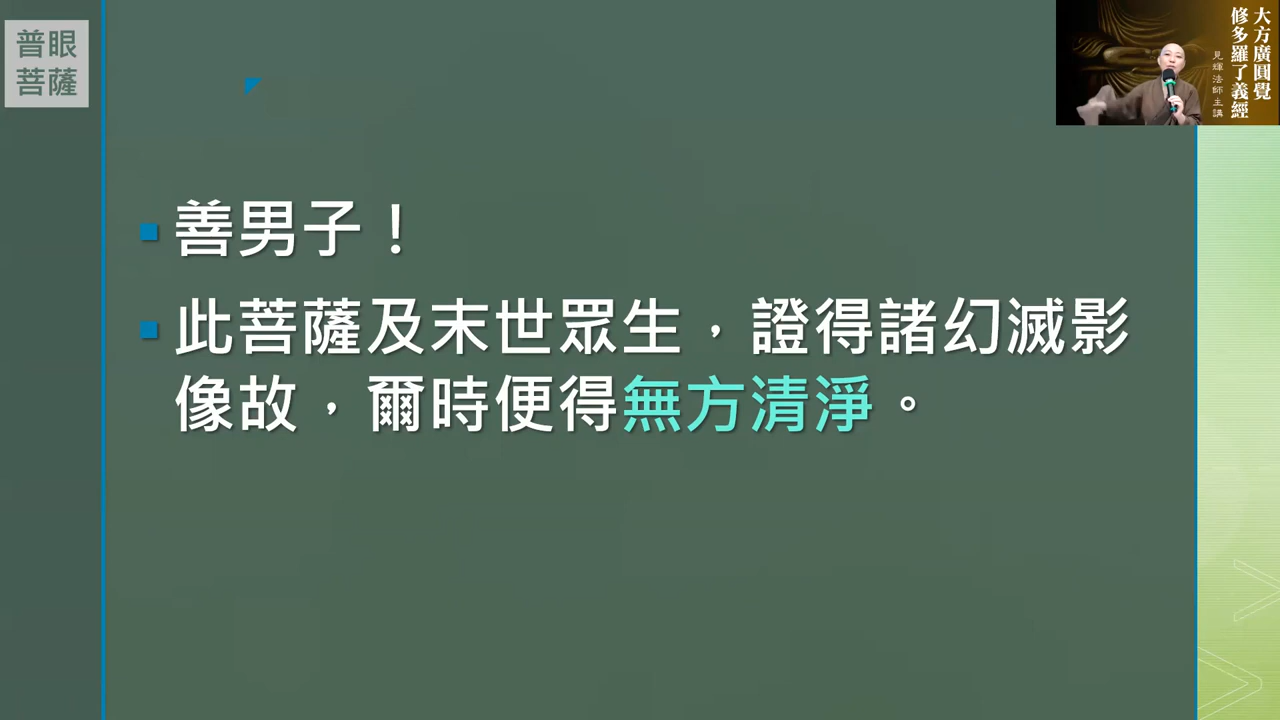 普眼
菩薩
善男子！
此菩薩及末世眾生，證得諸幻滅影
像故，爾時便得無方清淨。
大方廣圓覺
修多羅了義經
見輝法師主講